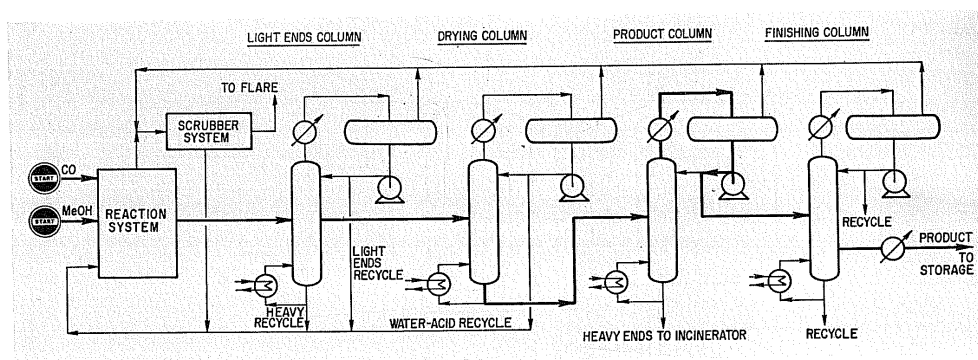 LIGHT ENDS COLUMN
DRYING COLUMN
PRODUCT COLUMN
FINISHING COLUMN
TO FLARE
SCRUBBER
SYSTEM
START
CO
START
MeOH
REACTION
SYSTEM
LIGHT
ENDS
RECYCLE
RECYCLE
PRODUCT
TO
STORAGE
HEAVY
RECYCLE
WATER-ACID RECYCLE
HEAVY ENDS TO INCINERATOR
RECYCLE